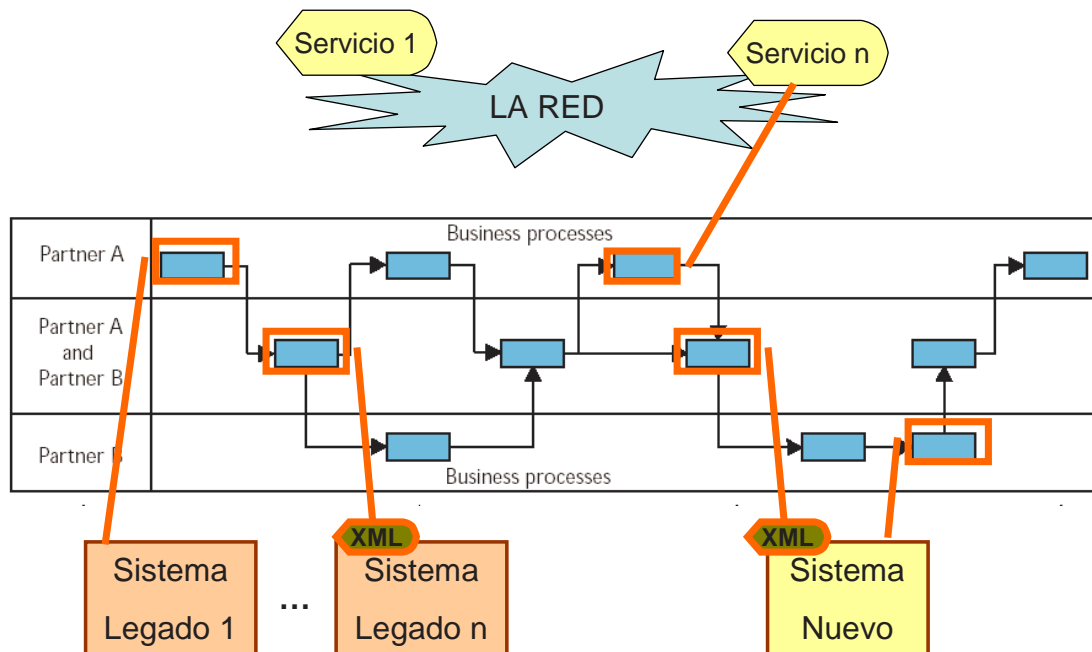 Servicio 1
Servicio n
LA RED
Business processes
Partner A
Partner A
and
Partner B
Partner B
Business processes
XML
XML
Sistema
Legado 1
...
Sistema
Legado n
Sistema
Nuevo